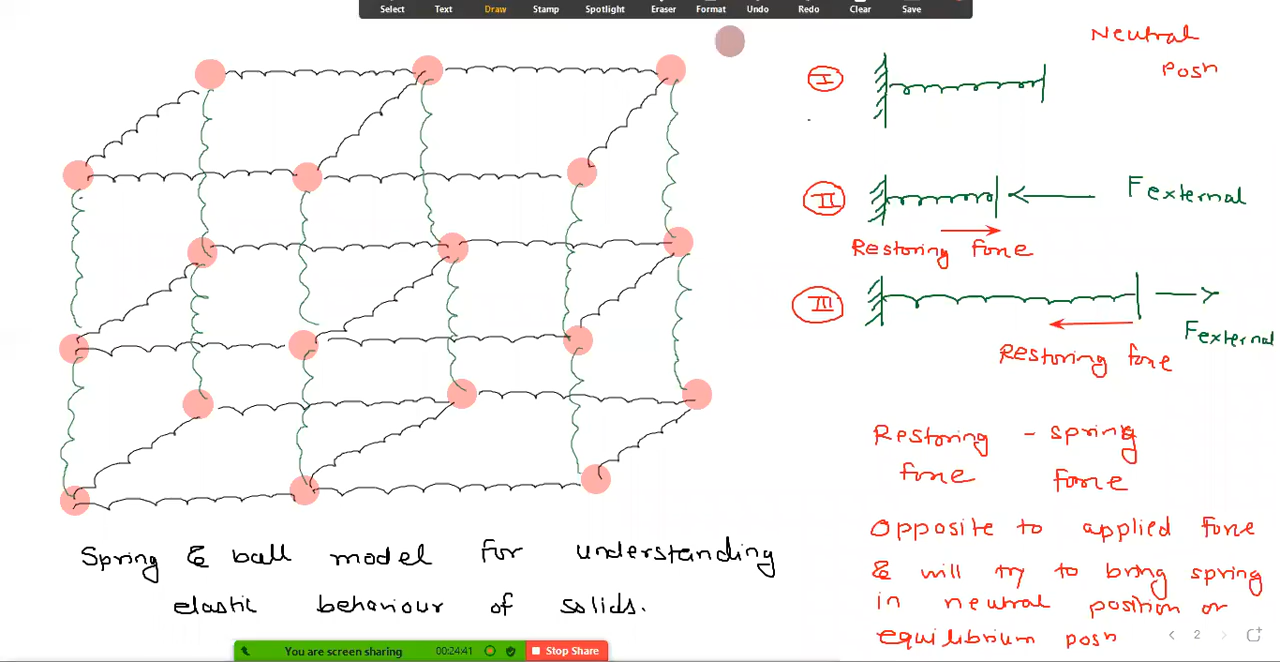 Select Text Draw Stamp Spotlight Eraser Format Undo Redo Clear Save
Neutral
Posn
I
II
Fexternal
Restoring force
III
Fexternal
Restoring force
Restoring - spring
force force
Opposite to applied force
& will try to bring spring
in neutral position or
equilibrium posn
Spring & ball model for understanding
elastic behaviour of solids.
2
You are screen sharing 00:24:41 Stop Share